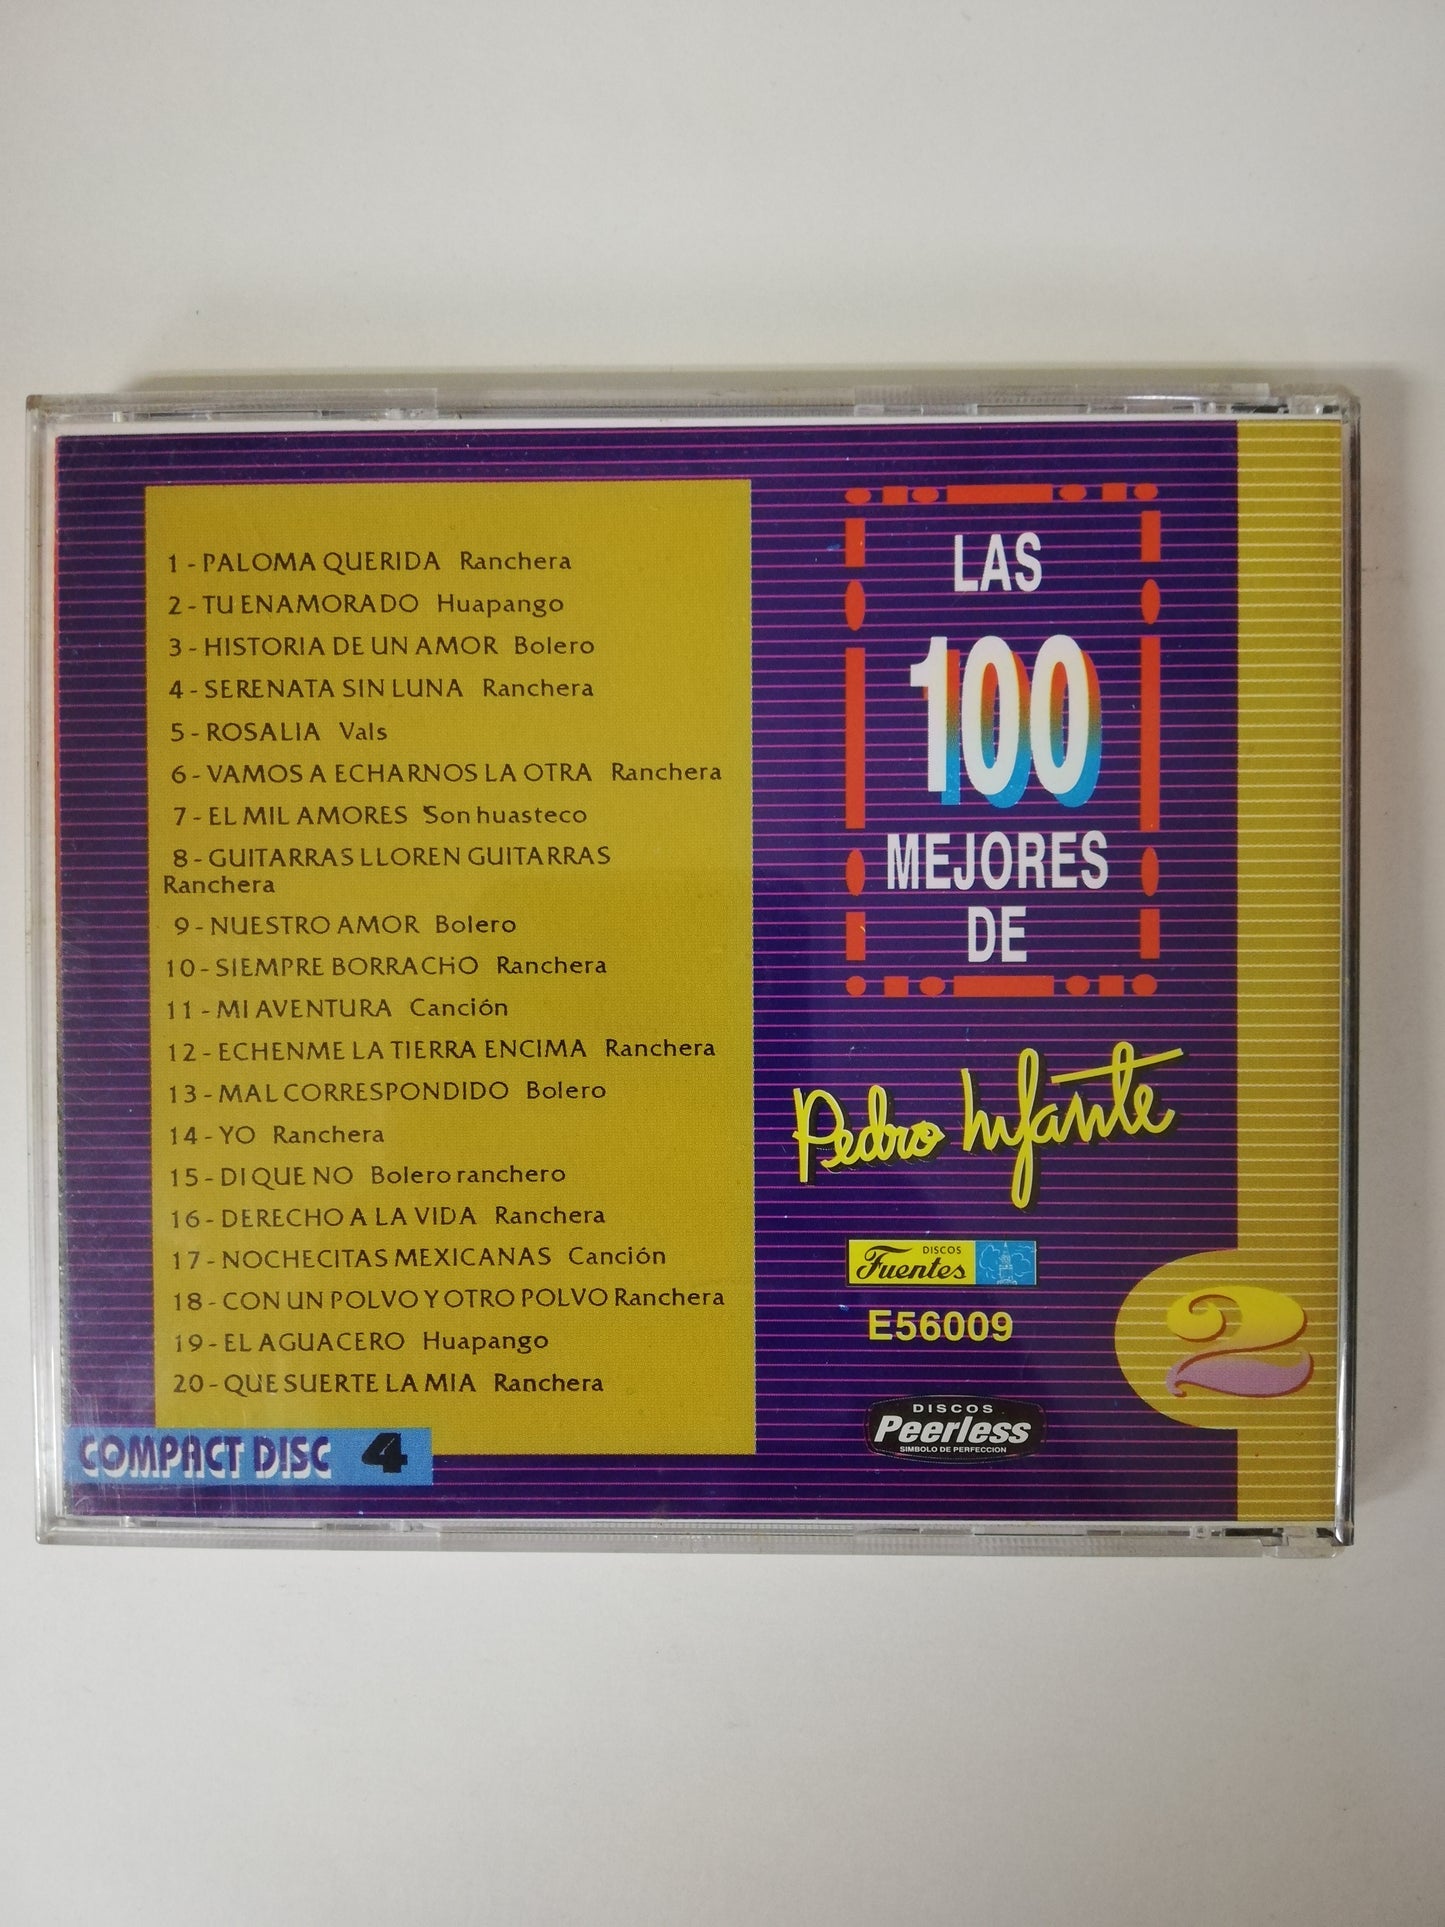 1 - PALOMA QUERIDA Ranchera
2 - TU ENAMORADO Huapango
3 - HISTORIA DE UN AMOR Bolero
4 - SERENATA SIN LUNA Ranchera
5 - ROSALIA Vals
6 - VAMOS A ECHARNOS LA OTRA Ranchera
7 - EL MIL AMORES Son huasteco
8 - GUITARRAS LLOREN GUITARRAS
Ranchera
9 - NUESTRO AMOR Bolero
10 - SIEMPRE BORRACHO Ranchera
11 - MI AVENTURA Canción
12 - ECHENME LA TIERRA ENCIMA Ranchera
13 - MAL CORRESPONDIDO Bolero
14 - YO Ranchera
15 - DI QUE NO Bolero ranchero
16 - DERECHO A LA VIDA Ranchera
17 - NOCHECITAS MEXICANAS Canción
18 - CON UN POLVO Y OTRO POLVO Ranchera
19 - EL AGUACERO Huapango
20 - QUE SUERTE LA MIA Ranchera
COMPACT DISC 4
LAS
100
MEJORES
DE
Pedro Infante
DISCOS
Fuentes
E56009
2
DISCOS
Peerless
SIMBOLO DE PERFECCION